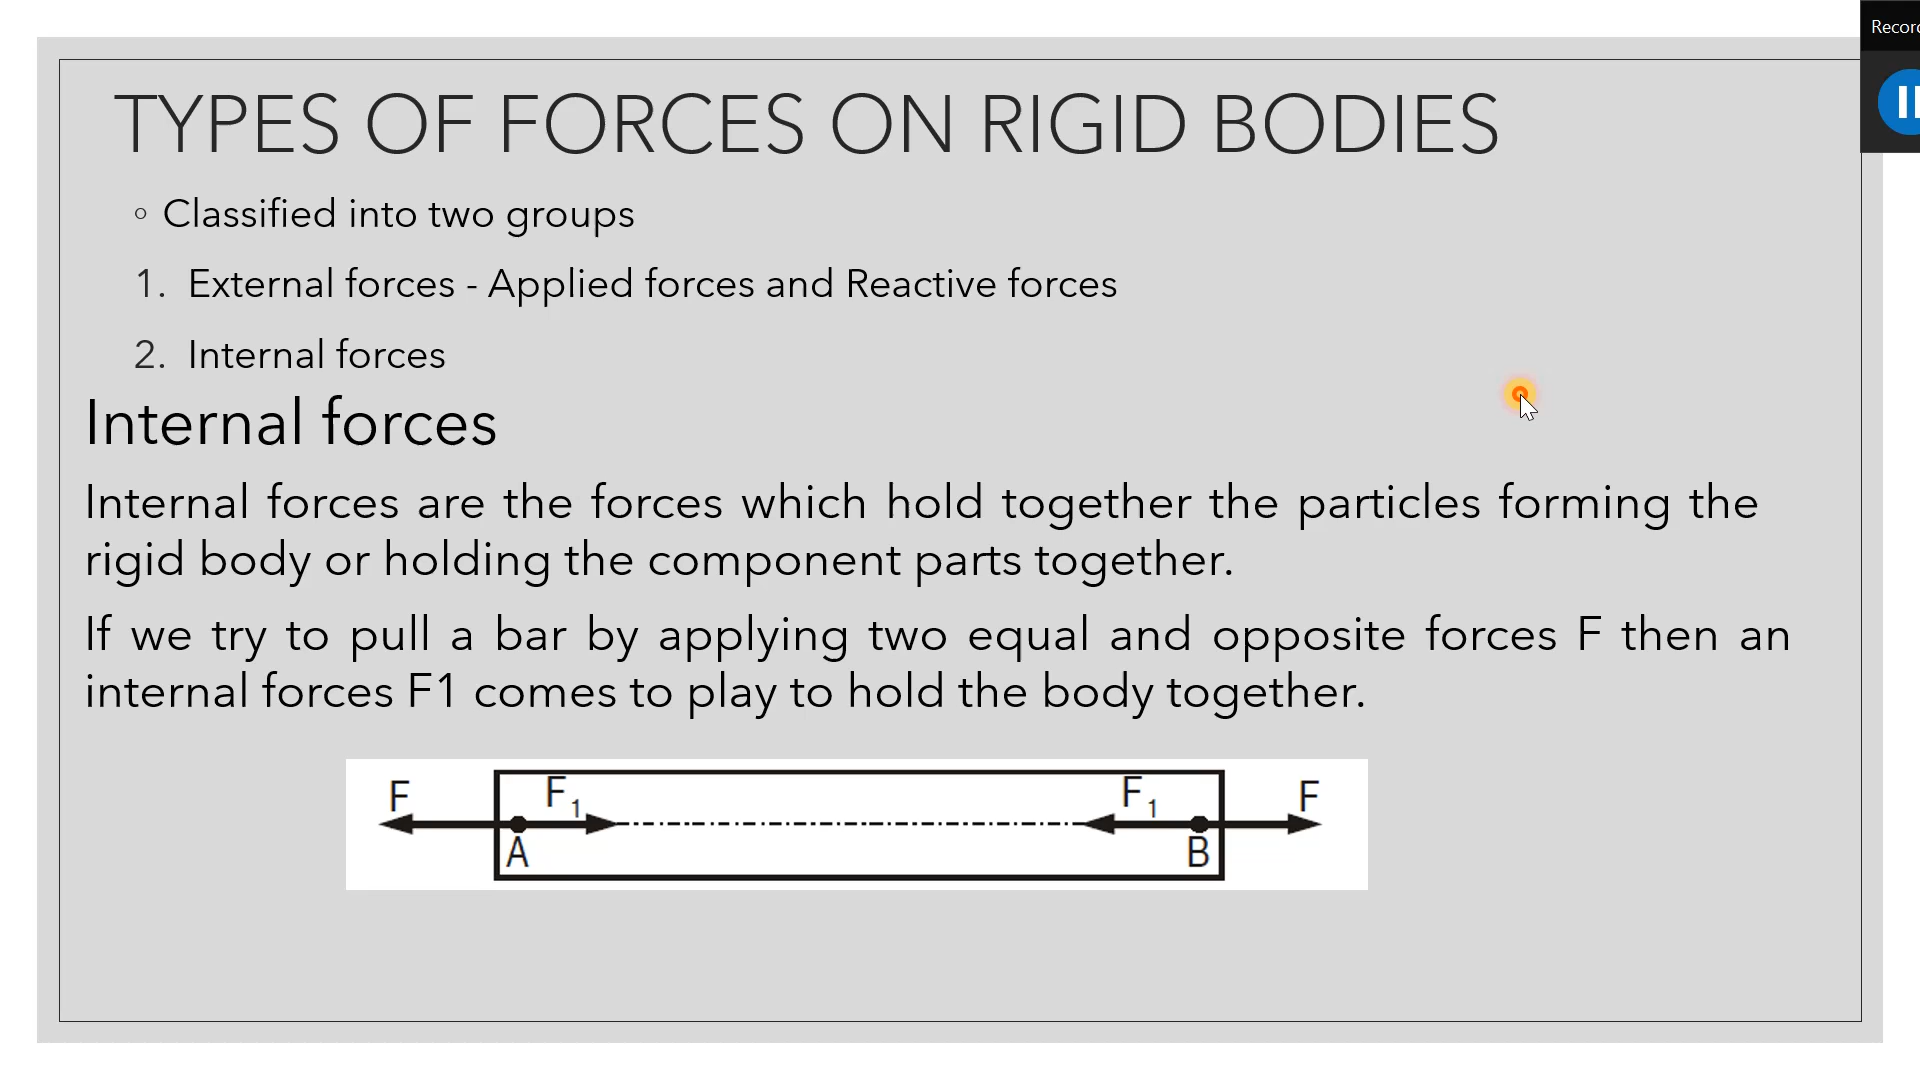 Recor
TYPES OF FORCES ON RIGID BODIES
◦ Classified into two groups
1. External forces - Applied forces and Reactive forces
2. Internal forces
Internal forces
Internal forces are the forces which hold together the particles forming the
rigid body or holding the component parts together.
If we try to pull a bar by applying two equal and opposite forces F then an
internal forces F1 comes to play to hold the body together.
F F₁ F₁ F
A B